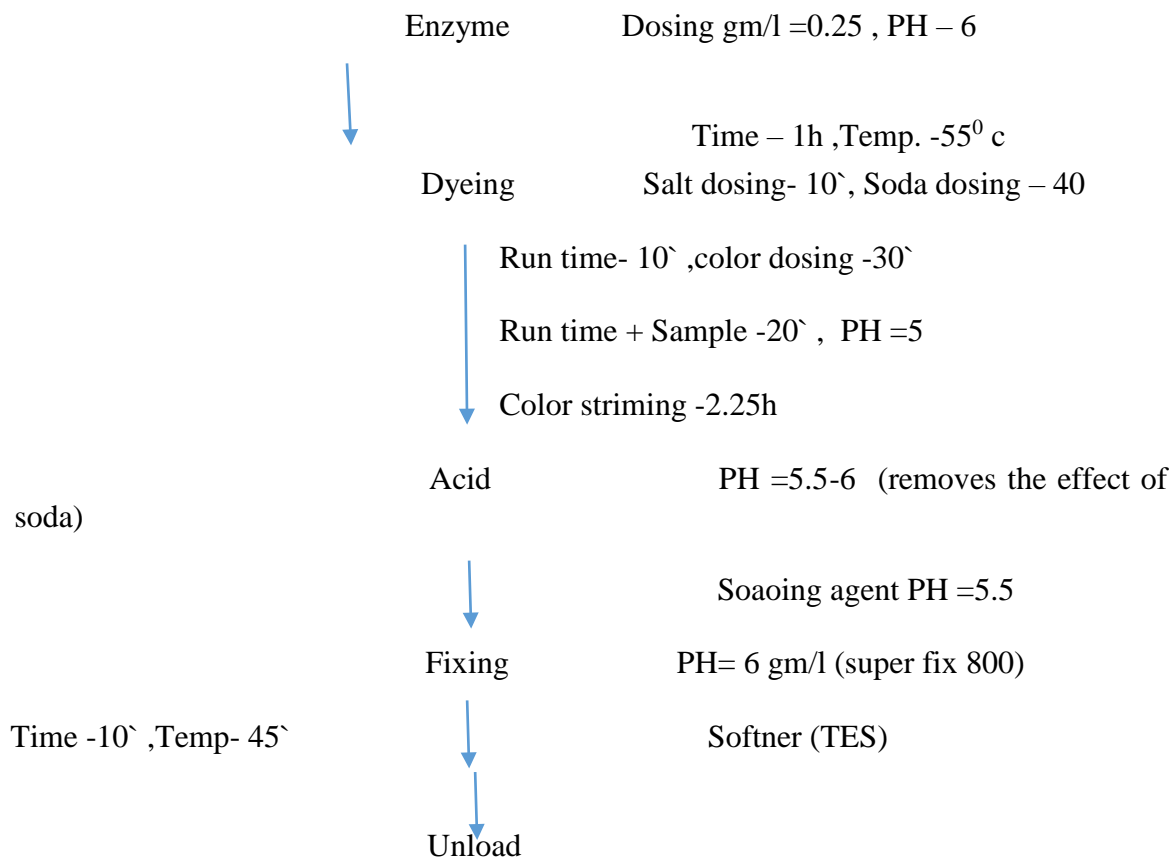 Enzyme Dosing gm/l =0.25 , PH – 6
Time – 1h ,Temp. -55⁰ c
Dyeing Salt dosing- 10`, Soda dosing – 40
Run time- 10` ,color dosing -30`
Run time + Sample -20` , PH =5
Color striming -2.25h
Acid PH =5.5-6 (removes the effect of
soda)
Soaoing agent PH =5.5
Fixing PH= 6 gm/l (super fix 800)
Time -10` ,Temp- 45` Softner (TES)
Unload